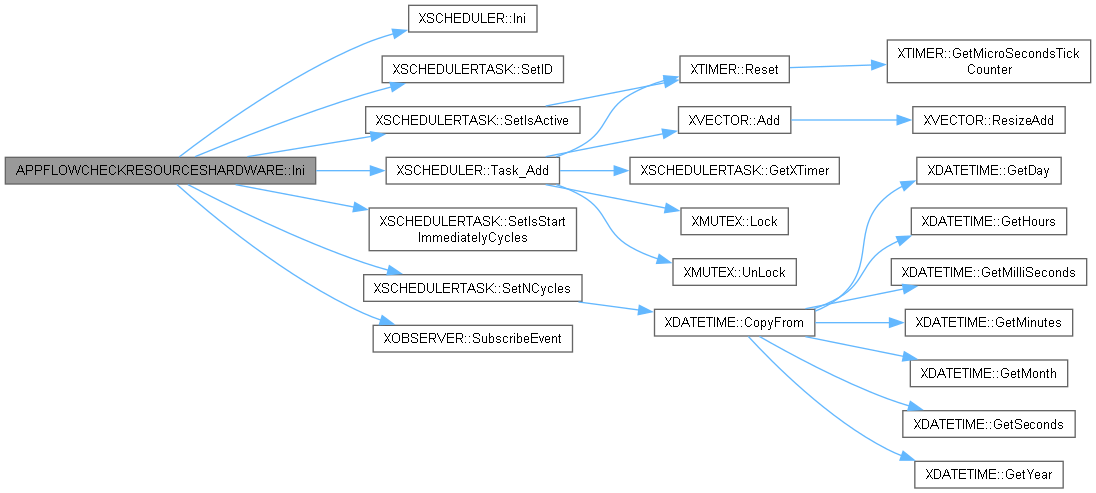 APPFLOWCHECKRESOURCESHARDWARE::Ini
XSCHEDULER::Ini
XSCHEDULERTASK::SetID
XSCHEDULERTASK::SetIsActive
XSCHEDULER::Task_Add
XSCHEDULERTASK::SetIsStart
ImmediatelyCycles
XSCHEDULERTASK::SetNCycles
XOBSERVER::SubscribeEvent
XTIMER::Reset
XVECTOR::Add
XSCHEDULERTASK::GetXTimer
XMUTEX::Lock
XMUTEX::UnLock
XDATETIME::CopyFrom
XTIMER::GetMicroSecondsTick
Counter
XVECTOR::ResizeAdd
XDATETIME::GetDay
XDATETIME::GetHours
XDATETIME::GetMilliSeconds
XDATETIME::GetMinutes
XDATETIME::GetMonth
XDATETIME::GetSeconds
XDATETIME::GetYear